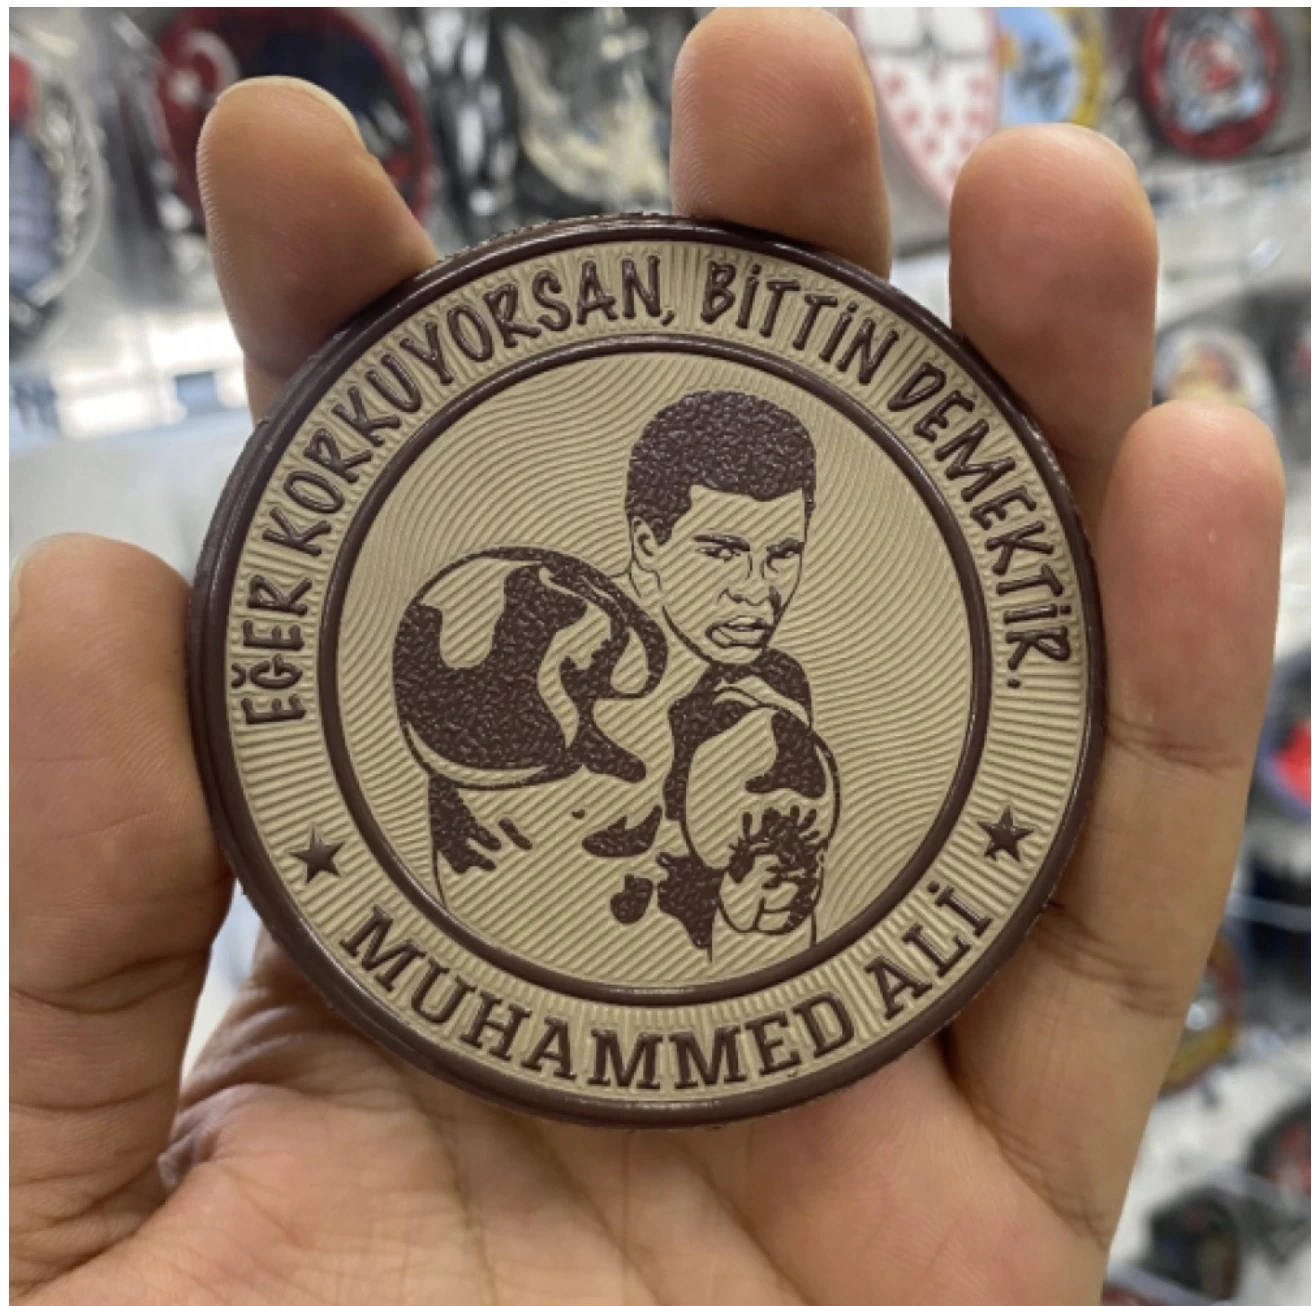 EĞER KORKUYORSAN, BİTTİN DEMEKTİR.
MUHAMMED ALİ